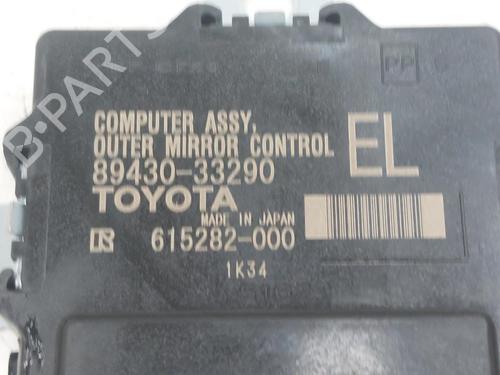 B-PARTS
PP
COMPUTER ASSY,
OUTER MIRROR CONTROL
EL
89430-33290
TOYOTA
MADE IN JAPAN
615282-000
1K34